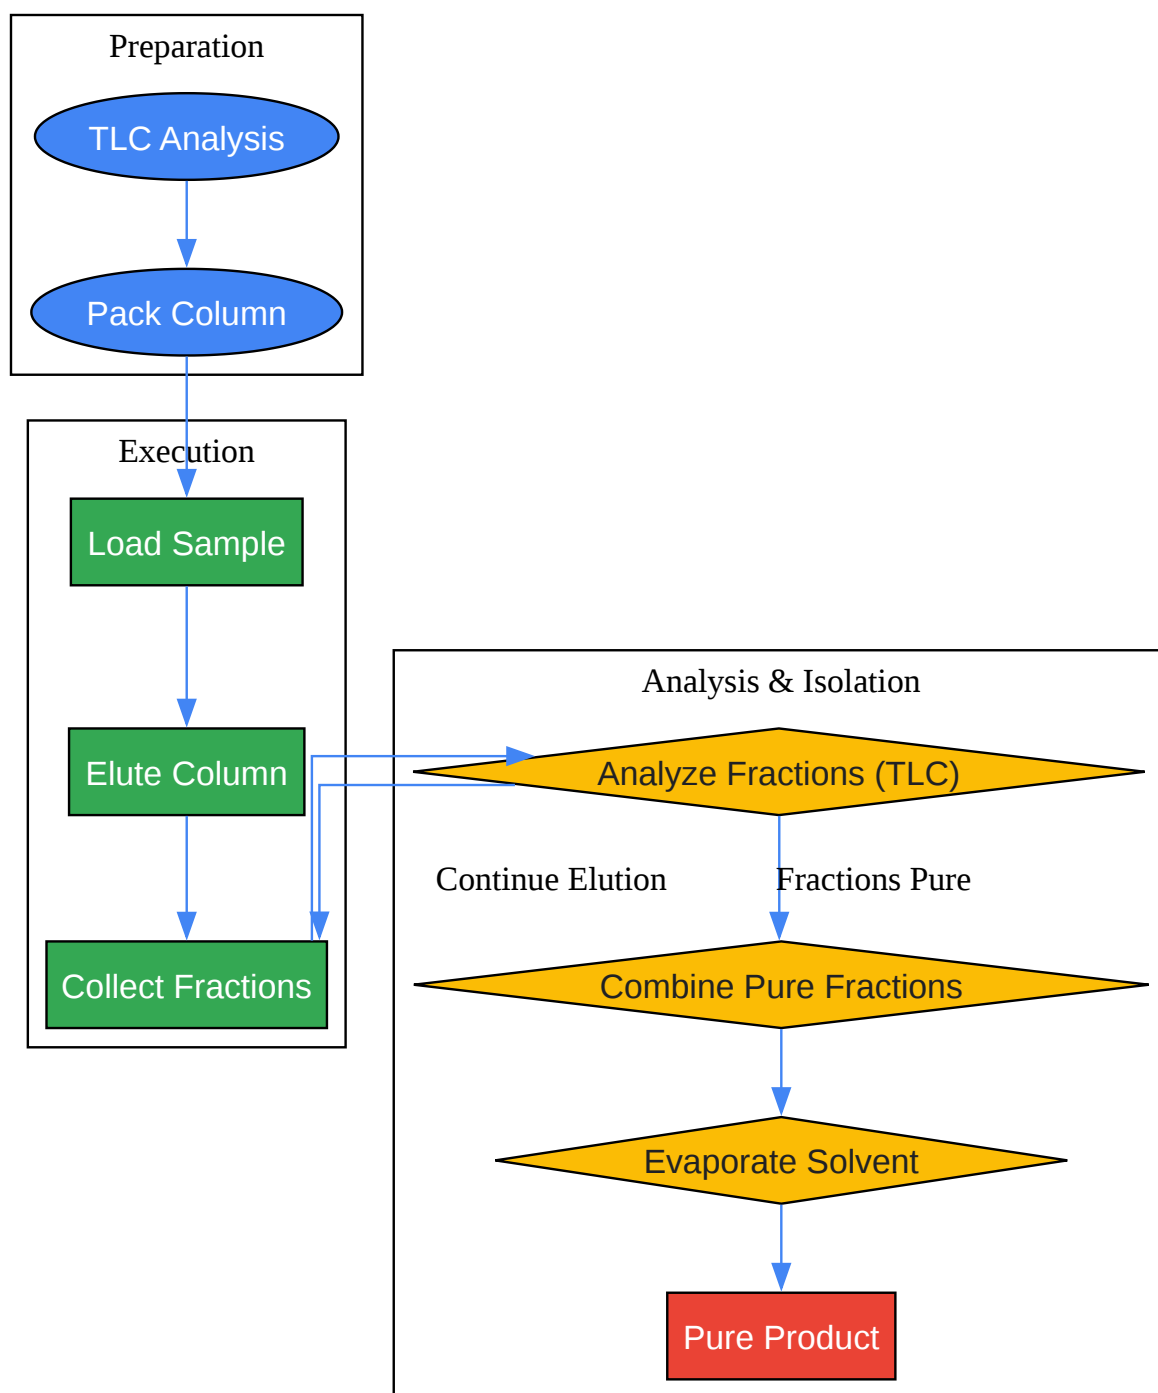 Preparation
TLC Analysis
Pack Column
Execution
Load Sample
Elute Column
Collect Fractions
Analysis & Isolation
Analyze Fractions (TLC)
Continue Elution
Fractions Pure
Combine Pure Fractions
Evaporate Solvent
Pure Product